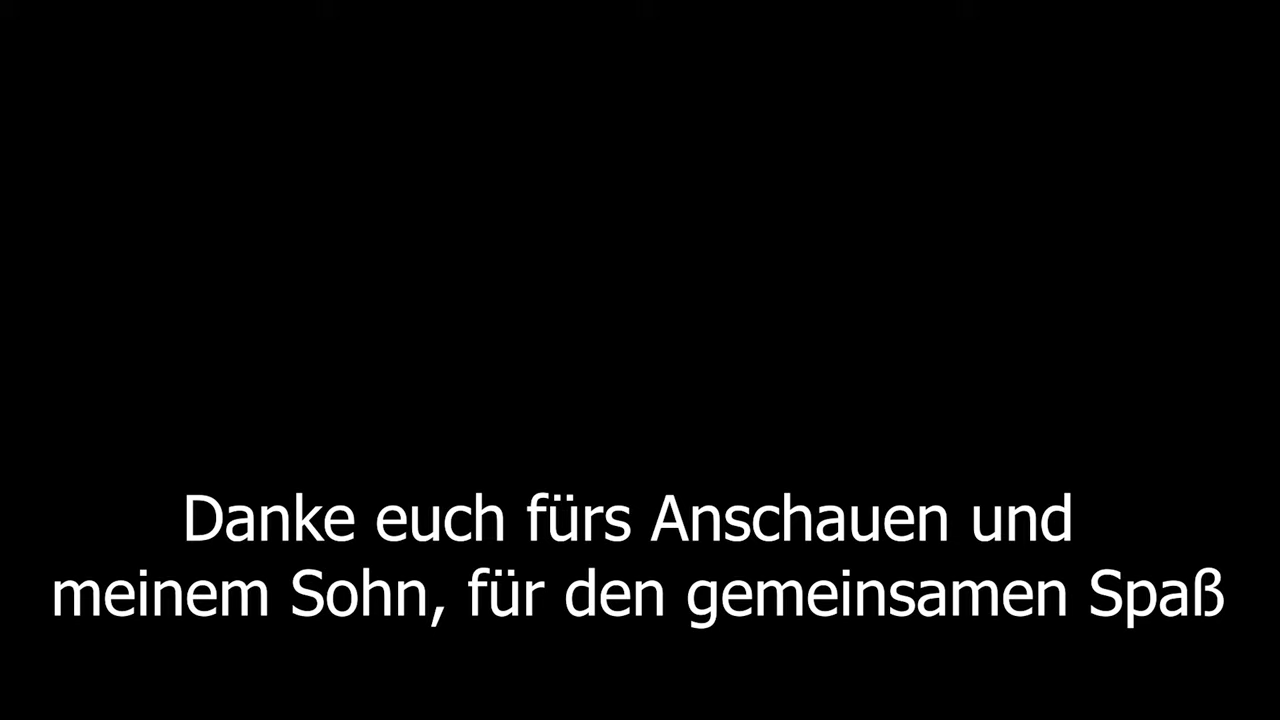 Danke euch fürs Anschauen und
meinem Sohn, für den gemeinsamen Spaß